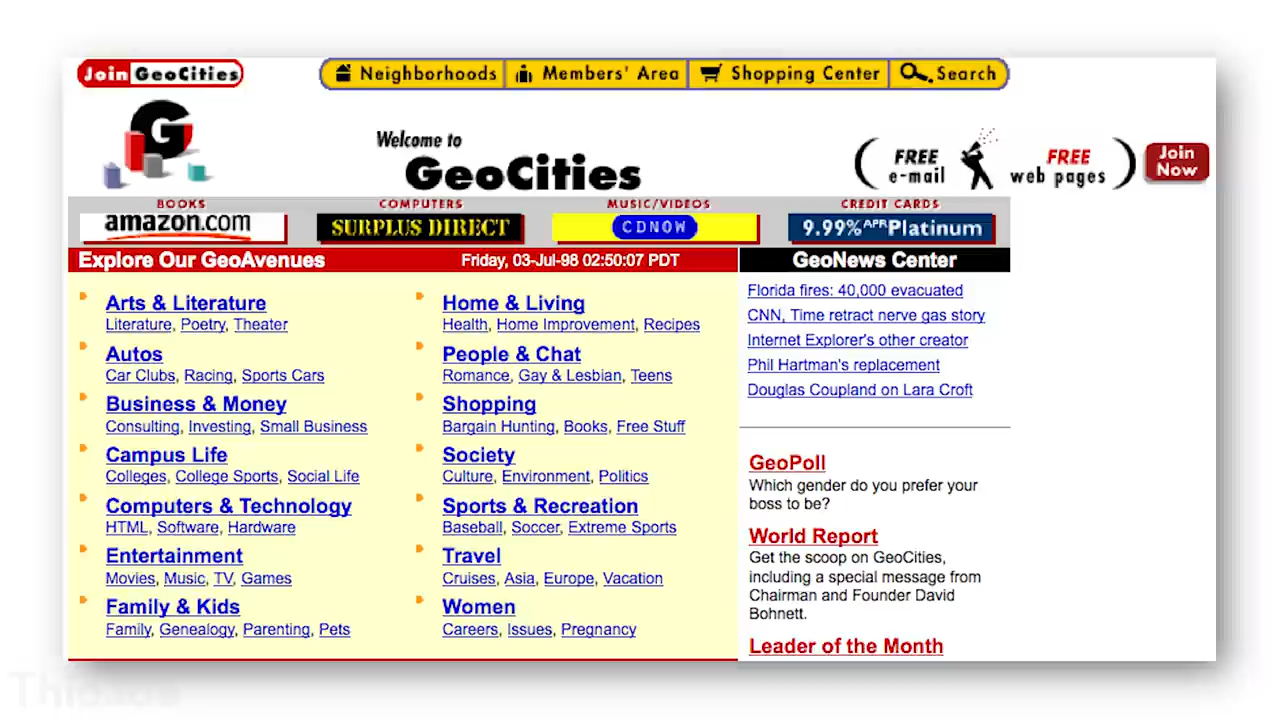 Join GeoCities
Neighborhoods Members' Area Shopping Center Search
G
Welcome to
GeoCities
FREE e-mail
FREE web pages
Join Now
BOOKS COMPUTERS MUSIC/VIDEOS CREDIT CARDS
amazon.com SURPLUS DIRECT CDNOW 9.99% APR Platinum
Explore Our GeoAvenues Friday, 03-Jul-98 02:50:07 PDT
Arts & Literature
Literature, Poetry, Theater
Autos
Car Clubs, Racing, Sports Cars
Business & Money
Consulting, Investing, Small Business
Campus Life
Colleges, College Sports, Social Life
Computers & Technology
HTML, Software, Hardware
Entertainment
Movies, Music, TV, Games
Family & Kids
Family, Genealogy, Parenting, Pets
Home & Living
Health, Home Improvement, Recipes
People & Chat
Romance, Gay & Lesbian, Teens
Shopping
Bargain Hunting, Books, Free Stuff
Society
Culture, Environment, Politics
Sports & Recreation
Baseball, Soccer, Extreme Sports
Travel
Cruises, Asia, Europe, Vacation
Women
Careers, Issues, Pregnancy
GeoNews Center
Florida fires: 40,000 evacuated
CNN, Time retract nerve gas story
Internet Explorer's other creator
Phil Hartman's replacement
Douglas Coupland on Lara Croft
GeoPoll
Which gender do you prefer your
boss to be?
World Report
Get the scoop on GeoCities,
including a special message from
Chairman and Founder David
Bohnett.
Leader of the Month